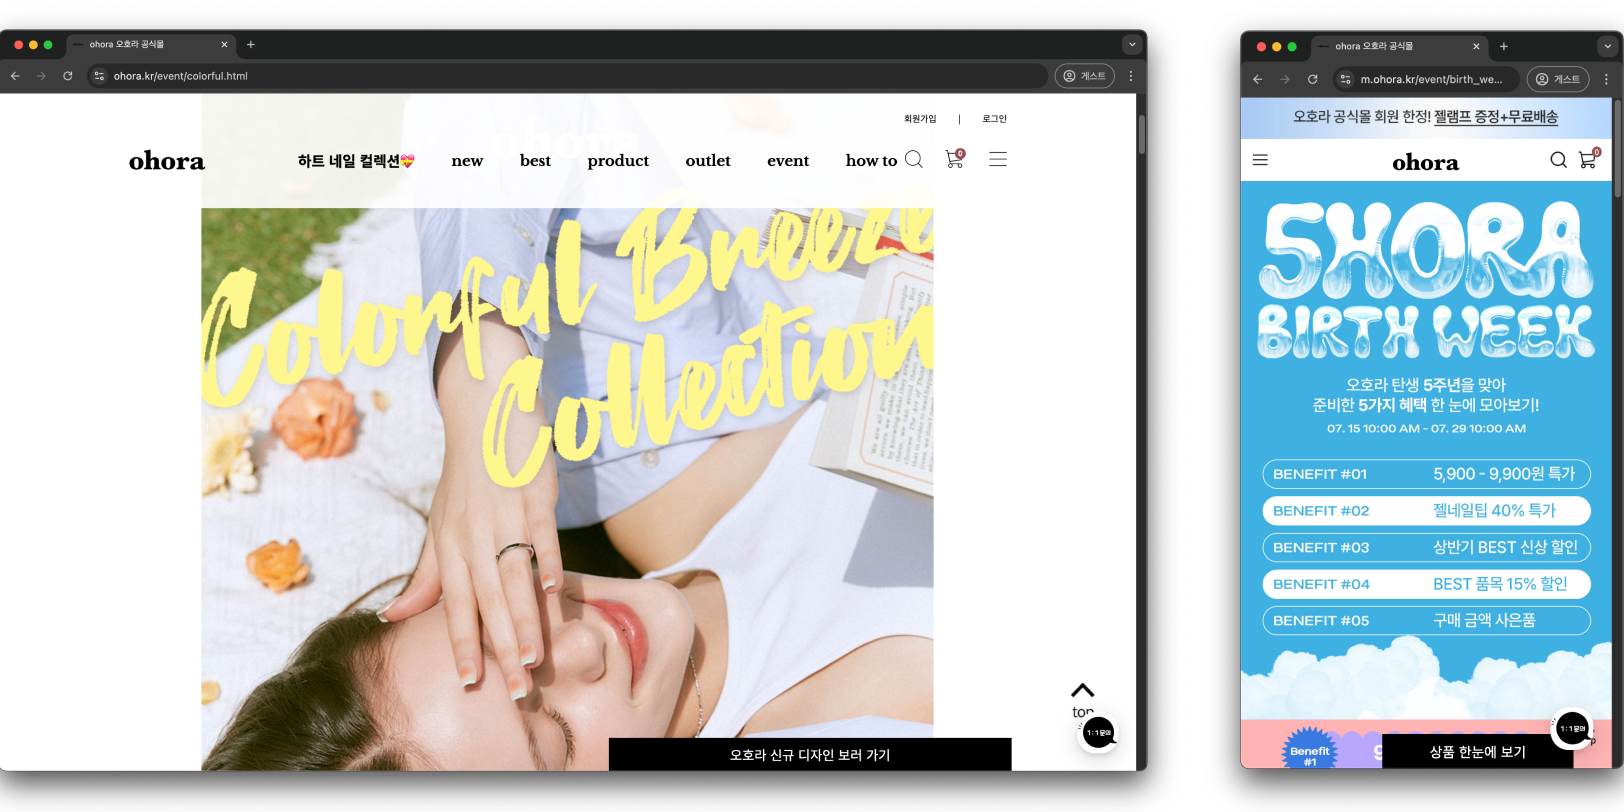 ohora 오호라 공식몰
ohora.kr/event/colorful.html
게스트
회원가입 | 로그인
ohora
ohora
하트 네일 컬렉션💝 new best product outlet event how to
0
Colorful Breeze
Collection
top
1:1문의
오호라 신규 디자인 보러 가기
ohora 오호라 공식몰
m.ohora.kr/event/birth_we...
게스트
오호라 공식몰 회원 한정! 젤램프 증정+무료배송
ohora
0
5HORA
BIRTH WEEK
오호라 탄생 5주년을 맞아
준비한 5가지 혜택 한 눈에 모아보기!
07. 15 10:00 AM - 07. 29 10:00 AM
BENEFIT #01 5,900 - 9,900원 특가
BENEFIT #02 젤네일팁 40% 특가
BENEFIT #03 상반기 BEST 신상 할인
BENEFIT #04 BEST 품목 15% 할인
BENEFIT #05 구매 금액 사은품
1:1문의
Benefit
#1
상품 한눈에 보기